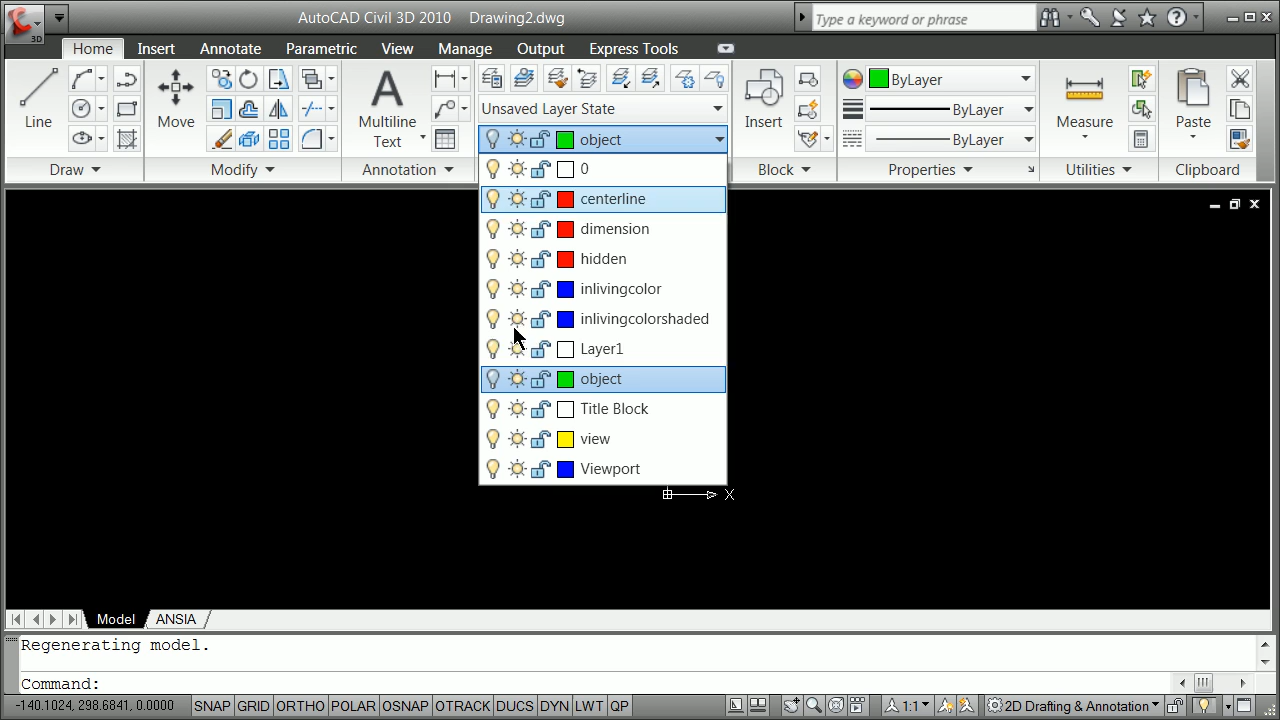 AutoCAD Civil 3D 2010 Drawing2.dwg
Type a keyword or phrase
3D
Home Insert Annotate Parametric View Manage Output Express Tools
Line
Move
A
Multiline
Text
Unsaved Layer State
Insert
ByLayer
ByLayer
ByLayer
Measure
Paste
Draw
Modify
Annotation
Block
Properties
Utilities
Clipboard
object
0
centerline
dimension
hidden
inlivingcolor
inlivingcolorshaded
Layer1
object
Title Block
view
Viewport
X
Model ANSIA
Regenerating model.
Command:
-140.1024, 298.6841, 0.0000 SNAP GRID ORTHO POLAR OSNAP OTRACK DUCS DYN LWT QP 1:1 2D Drafting & Annotation